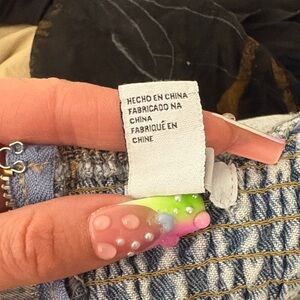 HECHO EN CHINA
FABRICADO NA
CHINA
FABRIQUÉ EN
CHINE